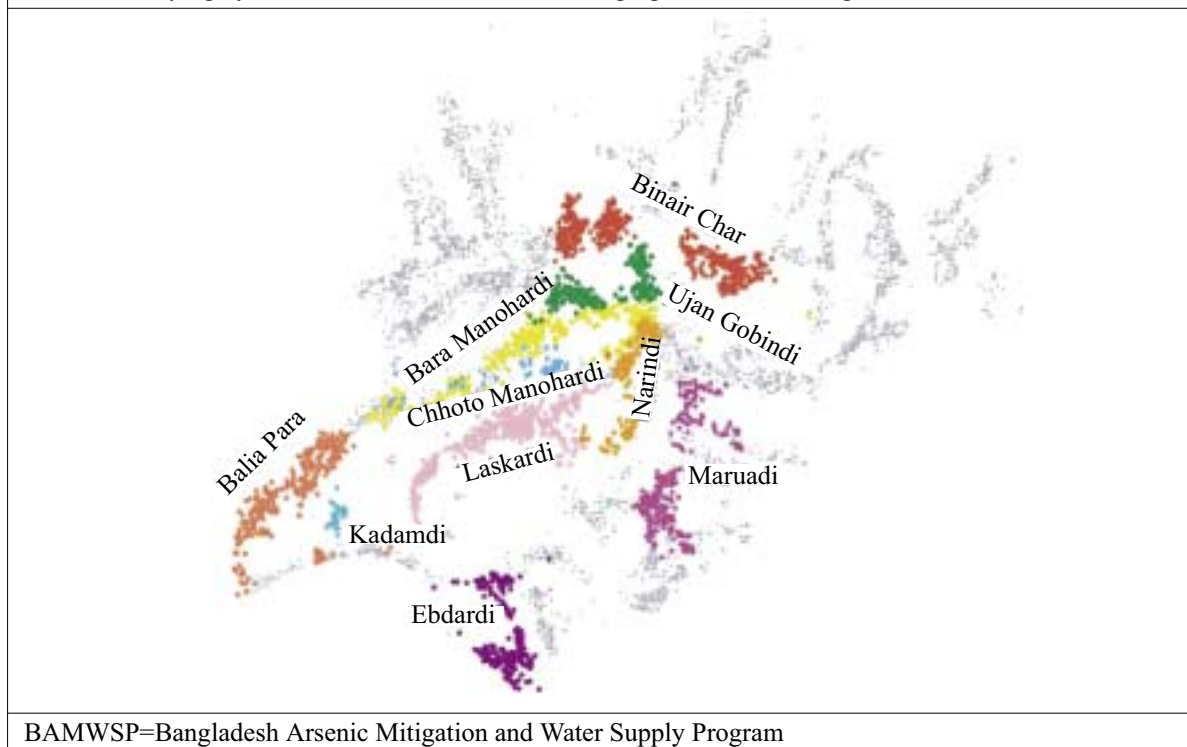 Binair Char
Bara Manohardi
Ujan Gobindi
Chhoto Manohardi
Narindi
Balia Para
Laskardi
Maruadi
Kadamdi
Ebdardi
BAMWSP=Bangladesh Arsenic Mitigation and Water Supply Program